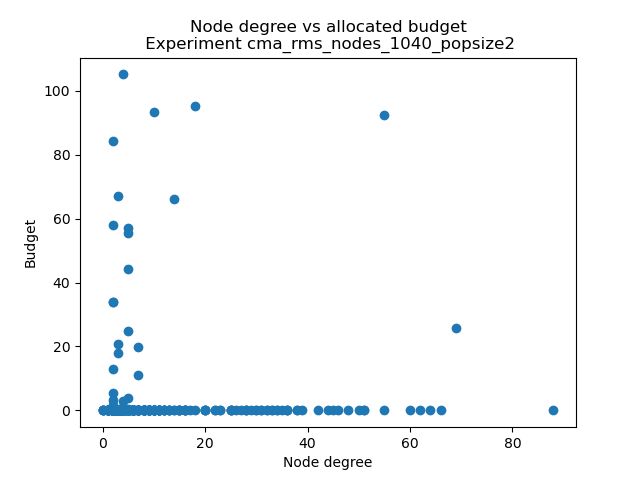 Node degree vs allocated budget
Experiment cma_rms_nodes_1040_popsize2
100
80
60
40
20
0
Budget
0 20 40 60 80
Node degree